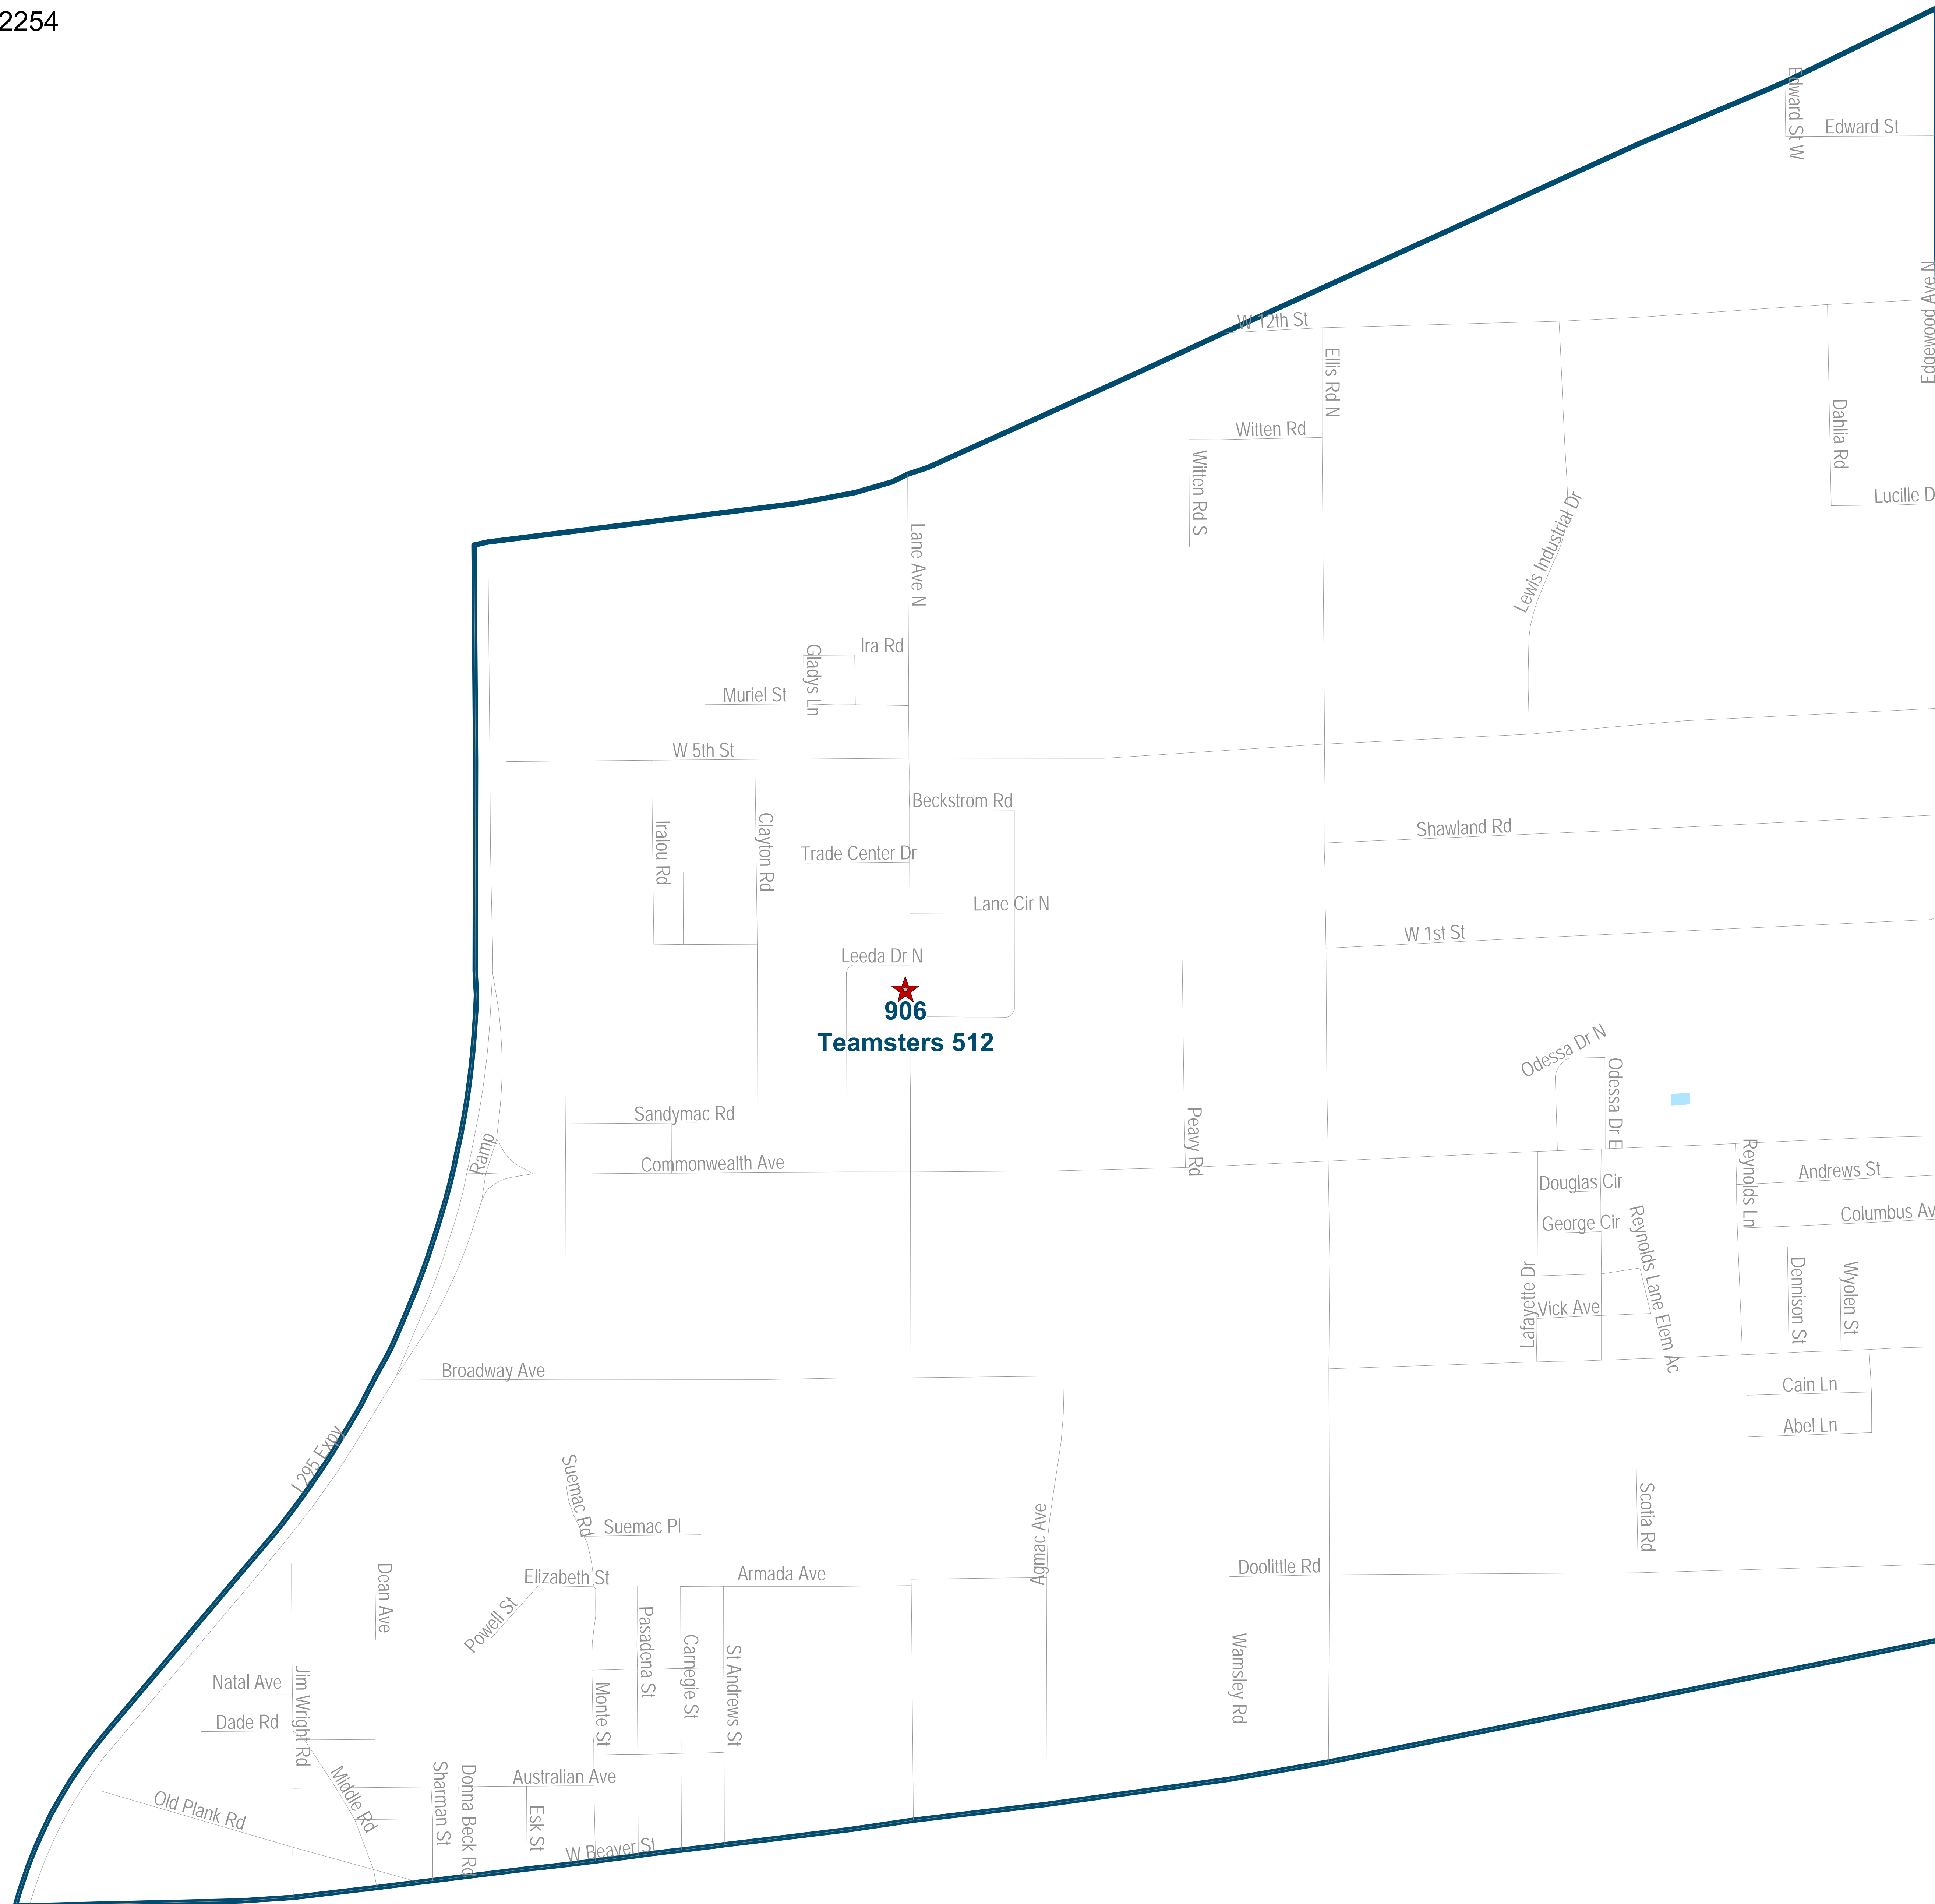 2254
Edward St W
Edward St
Edgewood Ave N
W 12th St
Ellis Rd N
Dahlia Rd
Witten Rd
Witten Rd S
Lucille D
Lewis Industrial Dr
Lane Ave N
Ira Rd
Gladys Ln
Muriel St
W 5th St
Beckstrom Rd
Iralou Rd
Clayton Rd
Trade Center Dr
Shawland Rd
Lane Cir N
W 1st St
Leeda Dr N
906
Teamsters 512
Odessa Dr N
Odessa Dr E
Sandymac Rd
Peavy Rd
Ramp
Commonwealth Ave
Reynolds Ln
Andrews St
Douglas Cir
Columbus Av
George Cir
Reynolds Lane Elem Ac
Lafayette Dr
Vick Ave
Dennison St
Wyolen St
Broadway Ave
Cain Ln
Abel Ln
I-295 Expy
Suemac Rd
Suemac Pl
Agmac Ave
Scotia Rd
Dean Ave
Elizabeth St
Armada Ave
Doolittle Rd
Powell St
Pasadena St
Carnegie St
St Andrews St
Wamsley Rd
Natal Ave
Jim Wright Rd
Monte St
Dade Rd
Middle Rd
Sharman St
Donna Beck Rd
Australian Ave
Old Plank Rd
Esk St
W Beaver St